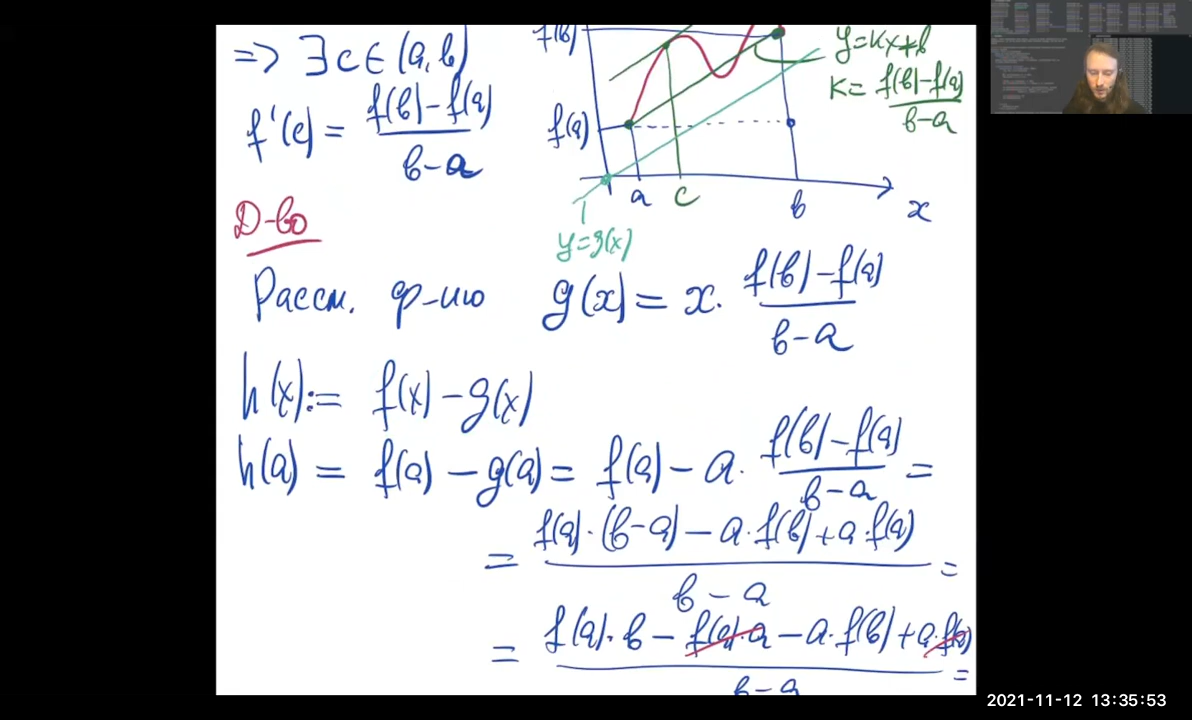 => ∃ c ∈ (a, b)
f'(c) = (f(b) - f(a)) / (b - a)
f(b)
f(a)
a c b x
y = kx + b
k = (f(b) - f(a)) / (b - a)
y = g(x)
Д-во
Рассм. ф-ию g(x) = x · (f(b) - f(a)) / (b - a)
h(x) := f(x) - g(x)
h(a) = f(a) - g(a) = f(a) - a · (f(b) - f(a)) / (b - a) =
= (f(a) · (b - a) - a · f(b) + a · f(a)) / (b - a) =
= (f(a) · b - f(a) · a - a · f(b) + a · f(a)) / (b - a) =
2021-11-12 13:35:53